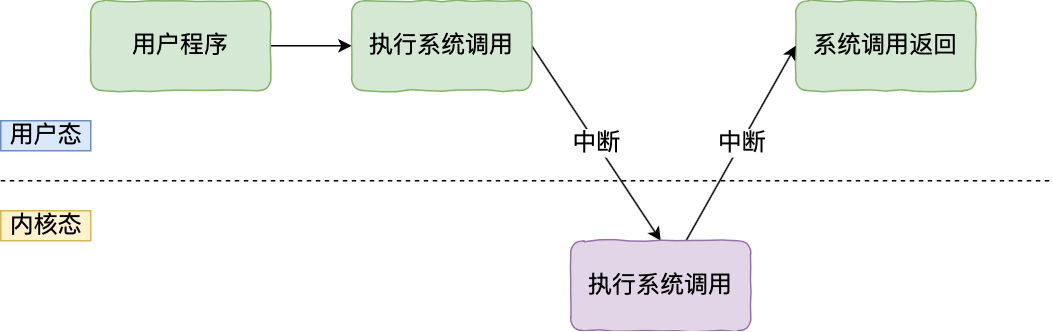 用户程序
执行系统调用
系统调用返回
用户态
中断
中断
内核态
执行系统调用